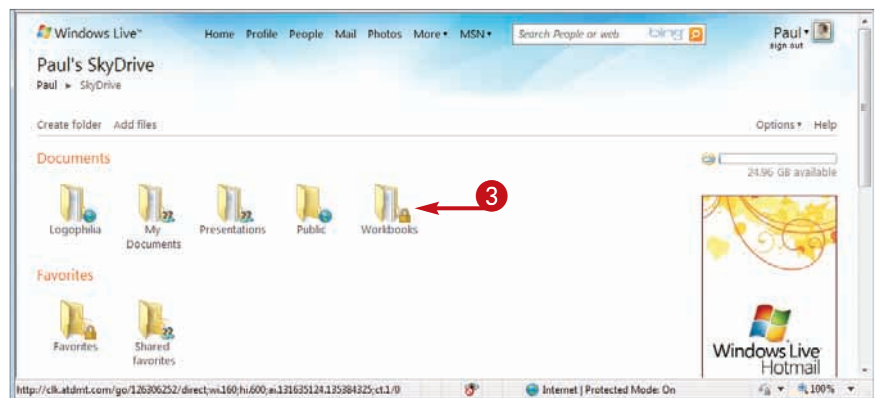 Windows Live™ Home Profile People Mail Photos More MSN Search People or web bing Paul
sign out
Paul's SkyDrive
Paul ► SkyDrive
Create folder Add files Options Help
Documents
24.96 GB available
3
Logophilia My Documents Presentations Public Workbooks
Favorites
Favorites Shared favorites
Windows Live
Hotmail
http://clk.atdmt.com/go/126306252/direct;wi.160;hi.600;ai.131635124.135384325;ct.1/0 Internet | Protected Mode: On 100%